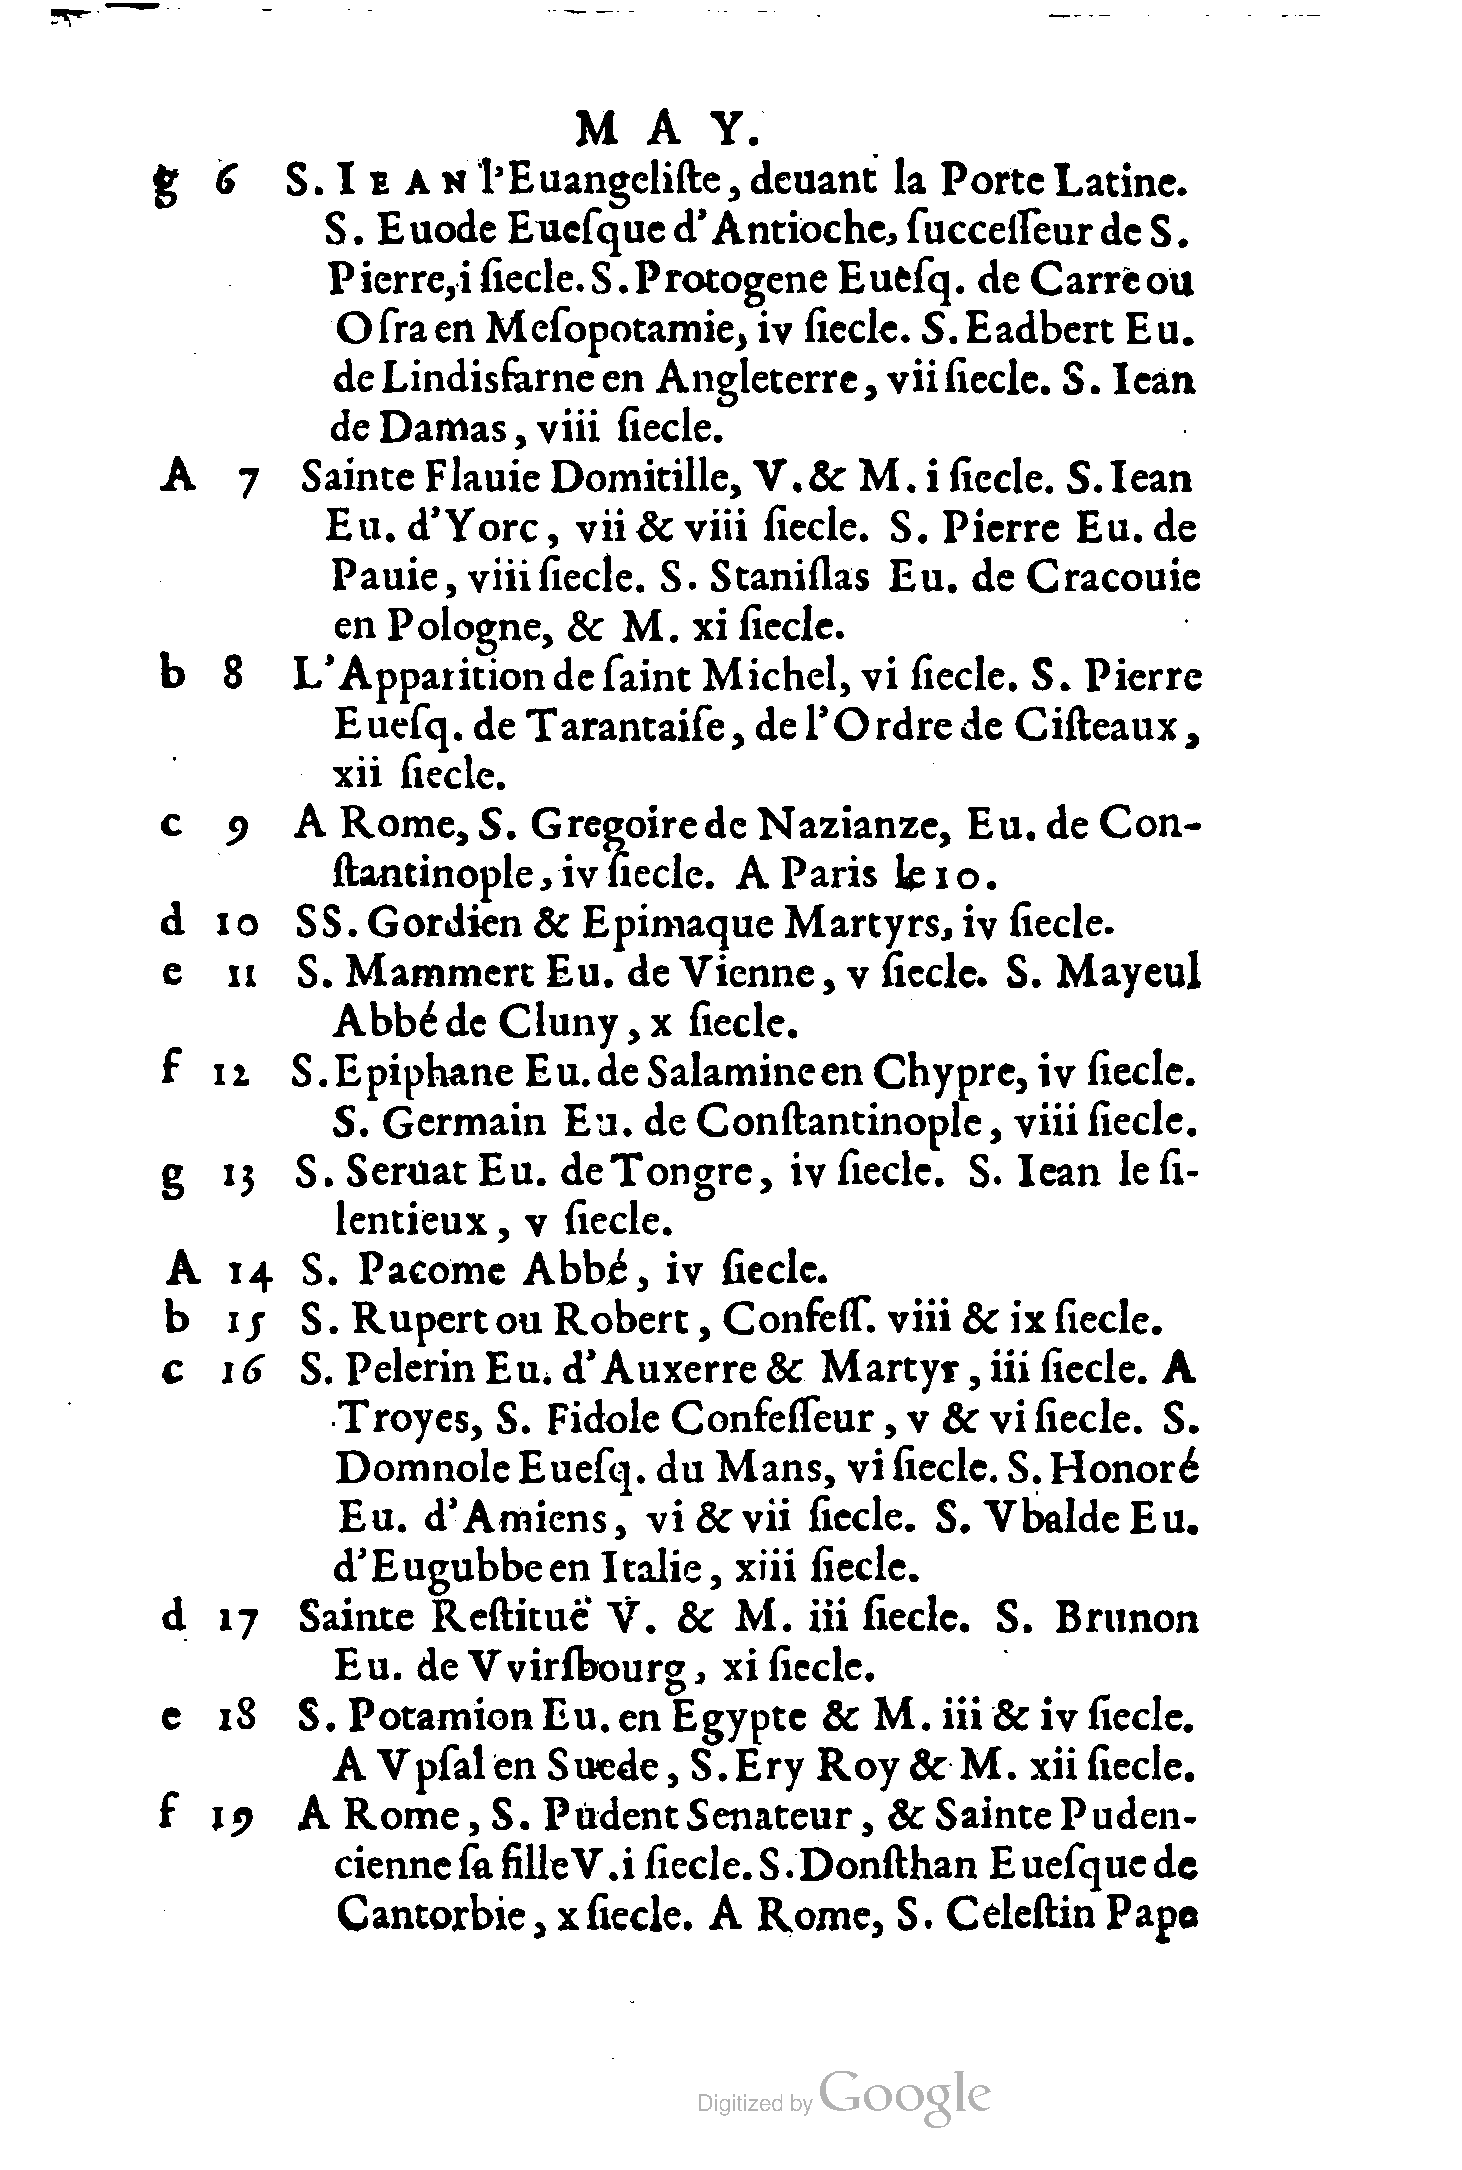 M A Y.
g 6 S. IEAN l'Euangeliſte, deuant la Porte Latine.
S. Euode Eueſque d'Antioche, ſucceſſeur de S.
Pierre, i ſiecle. S. Protogene Eueſq. de Carre ou
Oſra en Meſopotamie, iv ſiecle. S. Eadbert Eu.
de Lindisfarne en Angleterre, vii ſiecle. S. Iean
de Damas, viii ſiecle.
A 7 Sainte Flauie Domitille, V. & M. i ſiecle. S. Iean
Eu. d'Yorc, vii & viii ſiecle. S. Pierre Eu. de
Pauie, viii ſiecle. S. Staniſlas Eu. de Cracouie
en Pologne, & M. xi ſiecle.
b 8 L'Apparition de ſaint Michel, vi ſiecle. S. Pierre
Eueſq. de Tarantaiſe, de l'Ordre de Ciſteaux,
xii ſiecle.
c 9 A Rome, S. Gregoire de Nazianze, Eu. de Con-
ſtantinople, iv ſiecle. A Paris le 10.
d 10 SS. Gordien & Epimaque Martyrs, iv ſiecle.
e 11 S. Mammert Eu. de Vienne, v ſiecle. S. Mayeul
Abbé de Cluny, x ſiecle.
f 12 S. Epiphane Eu. de Salamine en Chypre, iv ſiecle.
S. Germain Eu. de Conſtantinople, viii ſiecle.
g 13 S. Seruat Eu. de Tongre, iv ſiecle. S. Iean le ſi-
lentieux, v ſiecle.
A 14 S. Pacome Abbé, iv ſiecle.
b 15 S. Rupert ou Robert, Confeſſ. viii & ix ſiecle.
c 16 S. Pelerin Eu. d'Auxerre & Martyr, iii ſiecle. A
Troyes, S. Fidole Confeſſeur, v & vi ſiecle. S.
Domnole Eueſq. du Mans, vi ſiecle. S. Honoré
Eu. d'Amiens, vi & vii ſiecle. S. Vbalde Eu.
d'Eugubbe en Italie, xiii ſiecle.
d 17 Sainte Reſtituë V. & M. iii ſiecle. S. Brunon
Eu. de Vvirſbourg, xi ſiecle.
e 18 S. Potamion Eu. en Egypte & M. iii & iv ſiecle.
A Vpſal en Suede, S. Ery Roy & M. xii ſiecle.
f 19 A Rome, S. Pudent Senateur, & Sainte Puden-
cienne ſa fille V. i ſiecle. S. Donſthan Eueſque de
Cantorbie, x ſiecle. A Rome, S. Celeſtin Pape
Digitized by Google